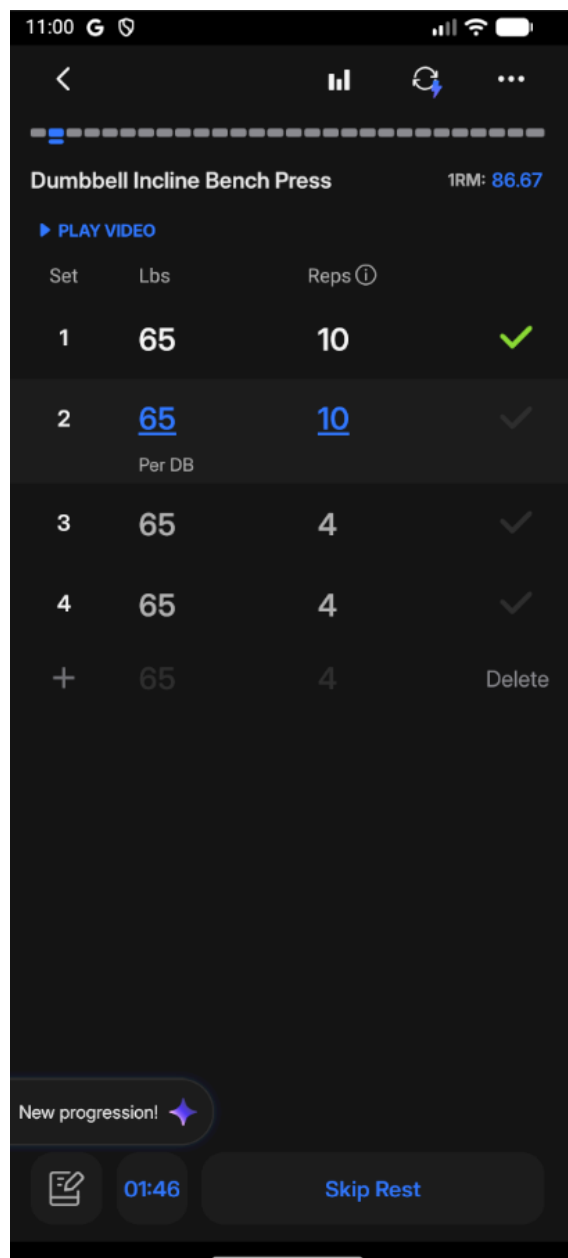 11:00 G
Dumbbell Incline Bench Press 1RM: 86.67
PLAY VIDEO
Set Lbs Reps
1 65 10
2 65 10
Per DB
3 65 4
4 65 4
+ 65 4 Delete
New progression!
01:46 Skip Rest